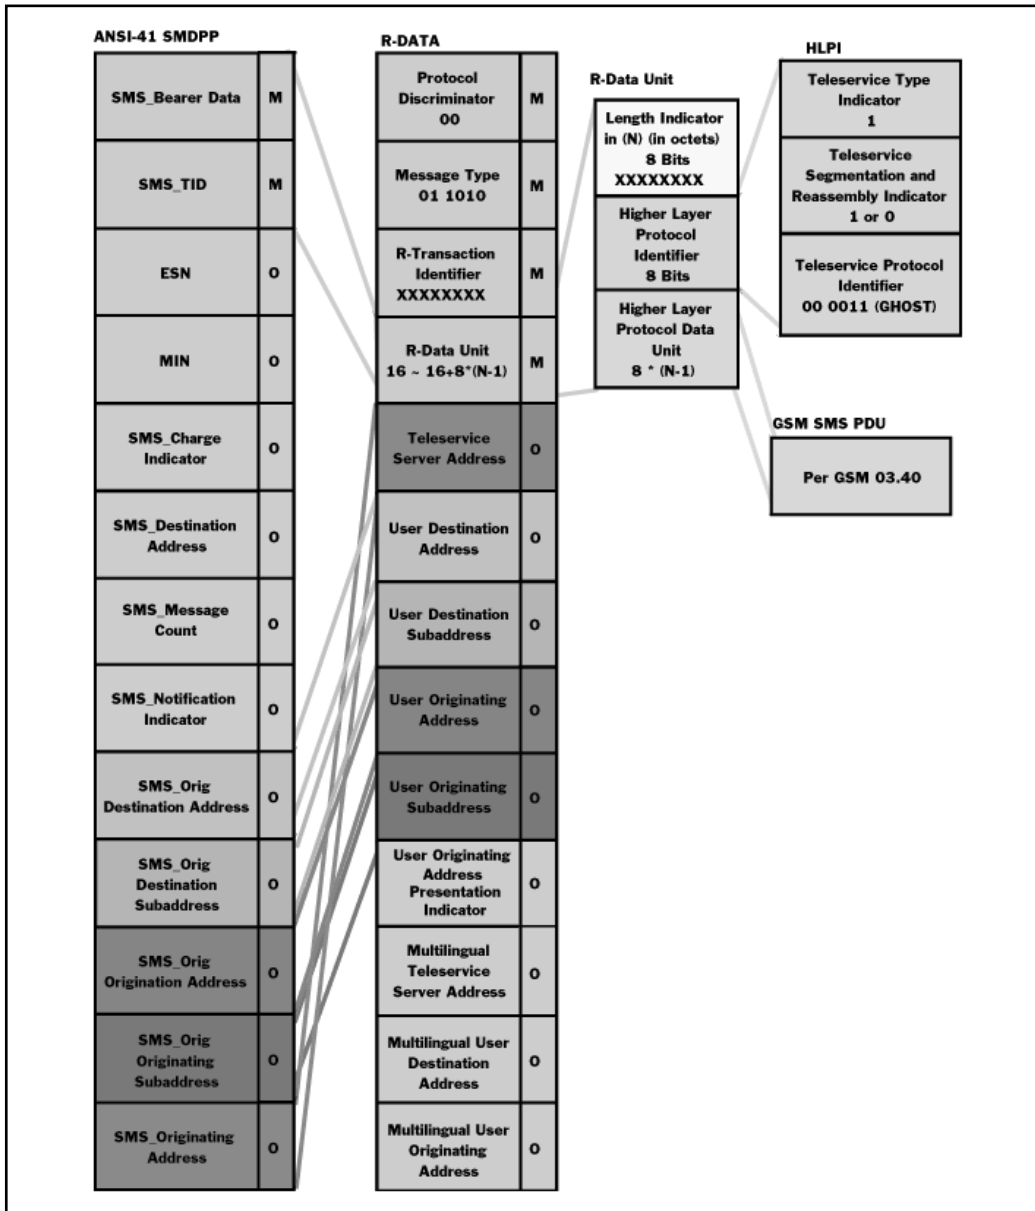 ANSI-41 SMDPP
SMS_Bearer Data
M
SMS_TID
M
ESN
O
MIN
O
SMS_Charge
Indicator
O
SMS_Destination
Address
O
SMS_Message
Count
O
SMS_Notification
Indicator
O
SMS_Orig
Destination Address
O
SMS_Orig
Destination
Subaddress
O
SMS_Orig
Origination Address
O
SMS_Orig
Originating
Subaddress
O
SMS_Originating
Address
O
R-DATA
Protocol
Discriminator
00
M
Message Type
01 1010
M
R-Transaction
Identifier
XXXXXXXX
M
R-Data Unit
16 ~ 16+8*(N-1)
M
Teleservice
Server Address
O
User Destination
Address
O
User Destination
Subaddress
O
User Originating
Address
O
User Originating
Subaddress
O
User Originating
Address
Presentation
Indicator
O
Multilingual
Teleservice
Server Address
O
Multilingual User
Destination
Address
O
Multilingual User
Originating
Address
O
R-Data Unit
Length Indicator
in (N) (in octets)
8 Bits
XXXXXXXX
Higher Layer
Protocol
Identifier
8 Bits
Higher Layer
Protocol Data
Unit
8 * (N-1)
HLPI
Teleservice Type
Indicator
1
Teleservice
Segmentation and
Reassembly Indicator
1 or 0
Teleservice Protocol
Identifier
00 0011 (GHOST)
GSM SMS PDU
Per GSM 03.40